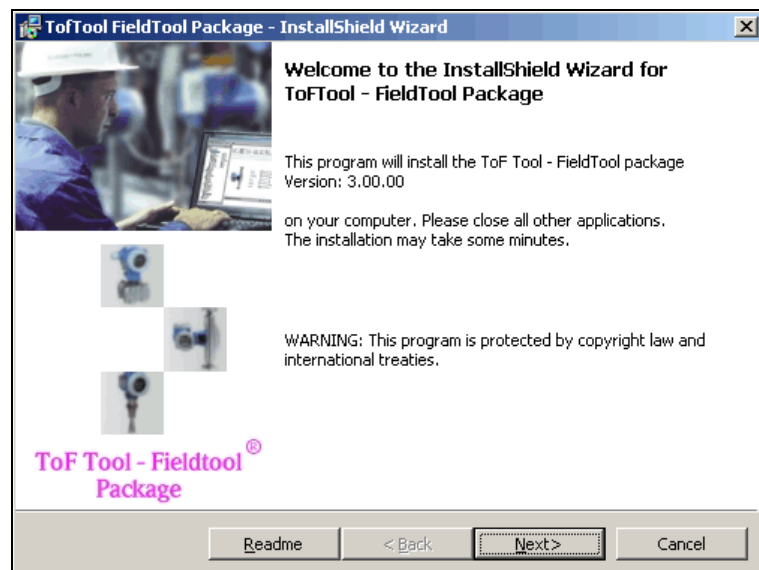 TofTool FieldTool Package - InstallShield Wizard
Welcome to the InstallShield Wizard for
ToFTool - FieldTool Package
This program will install the ToF Tool - FieldTool package
Version: 3.00.00
on your computer. Please close all other applications.
The installation may take some minutes.
WARNING: This program is protected by copyright law and
international treaties.
ToF Tool - Fieldtool ®
Package
Readme
< Back
Next>
Cancel